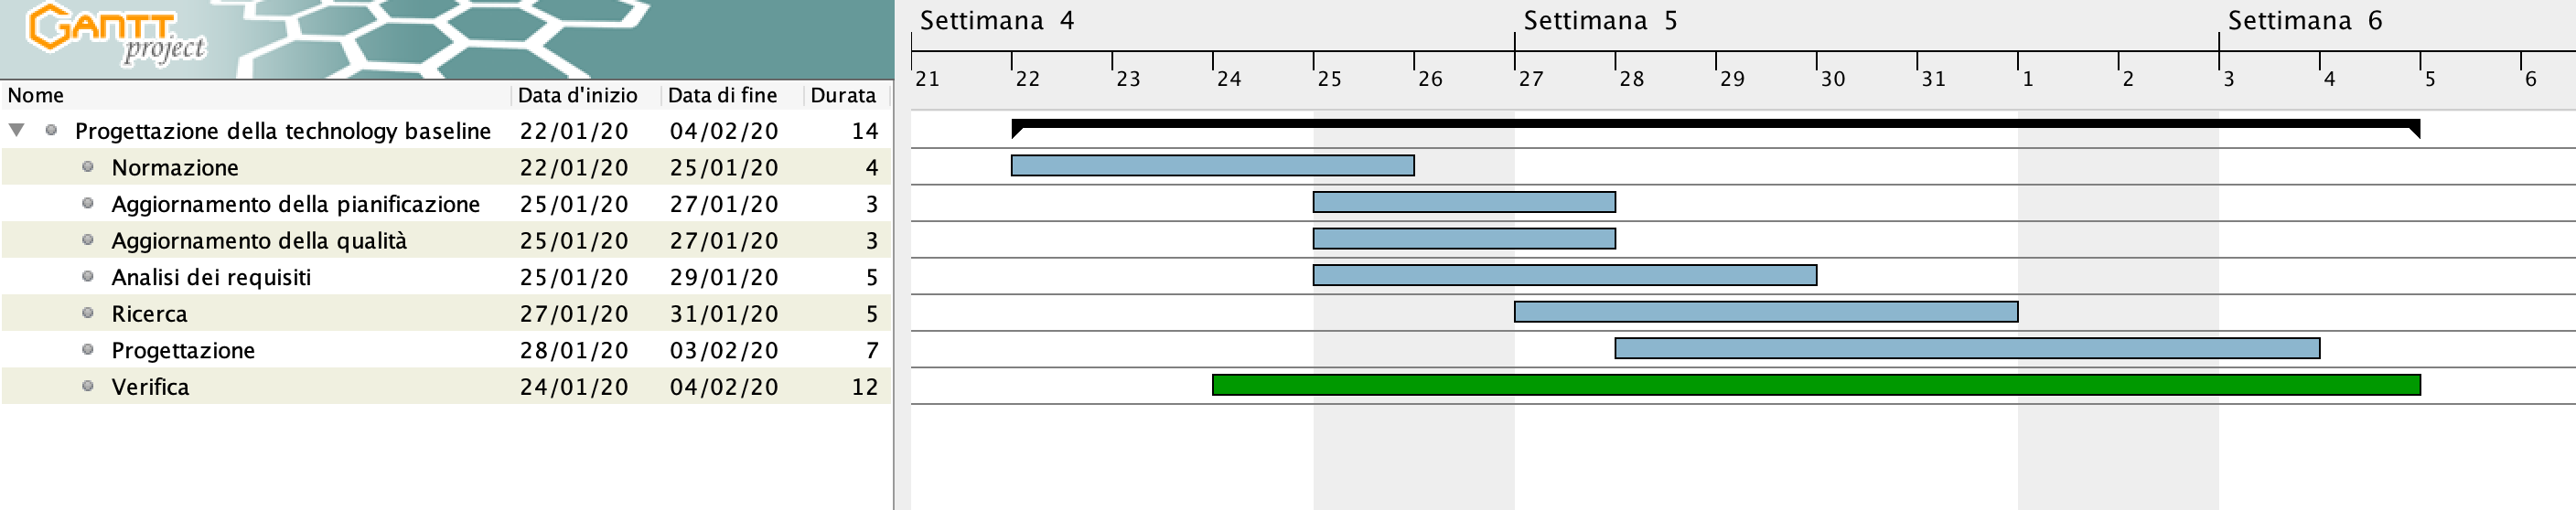 GANTT
project
Settimana 4 Settimana 5 Settimana 6
21 22 23 24 25 26 27 28 29 30 31 1 2 3 4 5 6
Nome Data d'inizio Data di fine Durata
Progettazione della technology baseline 22/01/20 04/02/20 14
Normazione 22/01/20 25/01/20 4
Aggiornamento della pianificazione 25/01/20 27/01/20 3
Aggiornamento della qualità 25/01/20 27/01/20 3
Analisi dei requisiti 25/01/20 29/01/20 5
Ricerca 27/01/20 31/01/20 5
Progettazione 28/01/20 03/02/20 7
Verifica 24/01/20 04/02/20 12